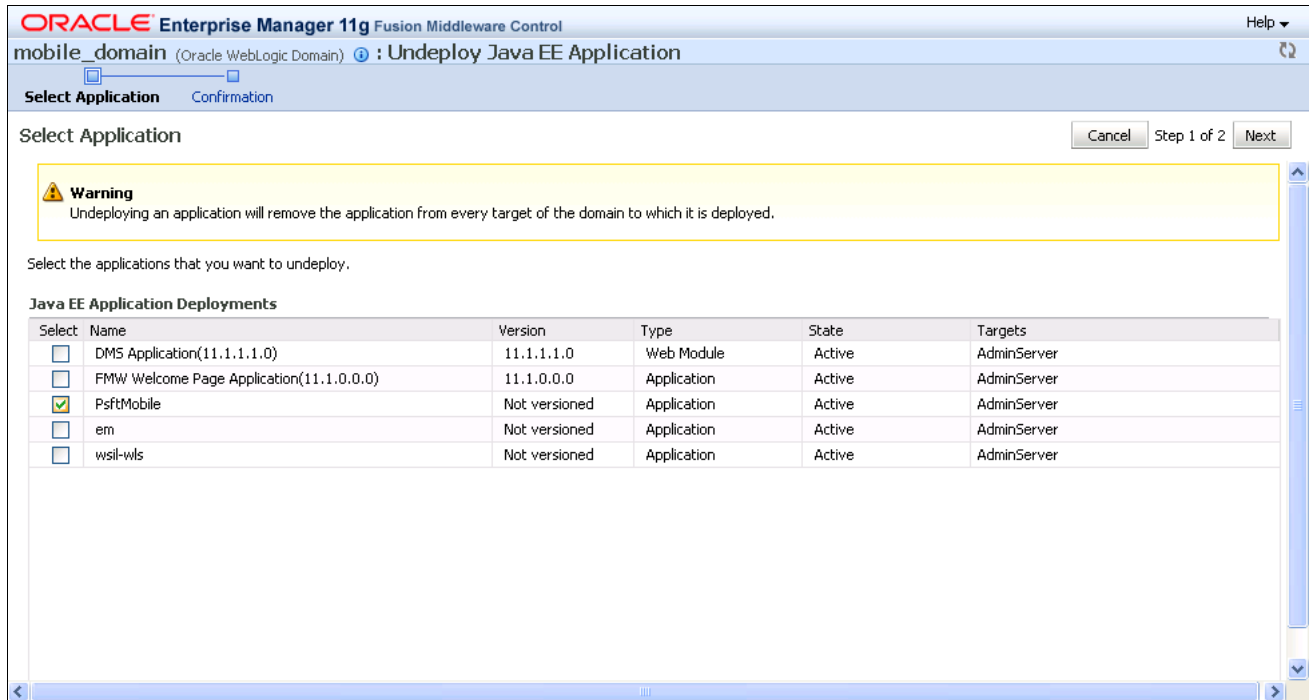 ORACLE Enterprise Manager 11g Fusion Middleware Control Help
mobile_domain (Oracle WebLogic Domain) : Undeploy Java EE Application
Select Application Confirmation
Select Application Cancel Step 1 of 2 Next
Warning
Undeploying an application will remove the application from every target of the domain to which it is deployed.
Select the applications that you want to undeploy.
Java EE Application Deployments
Select Name Version Type State Targets
DMS Application(11.1.1.1.0) 11.1.1.1.0 Web Module Active AdminServer
FMW Welcome Page Application(11.1.0.0.0) 11.1.0.0.0 Application Active AdminServer
PsftMobile Not versioned Application Active AdminServer
em Not versioned Application Active AdminServer
wsil-wls Not versioned Application Active AdminServer